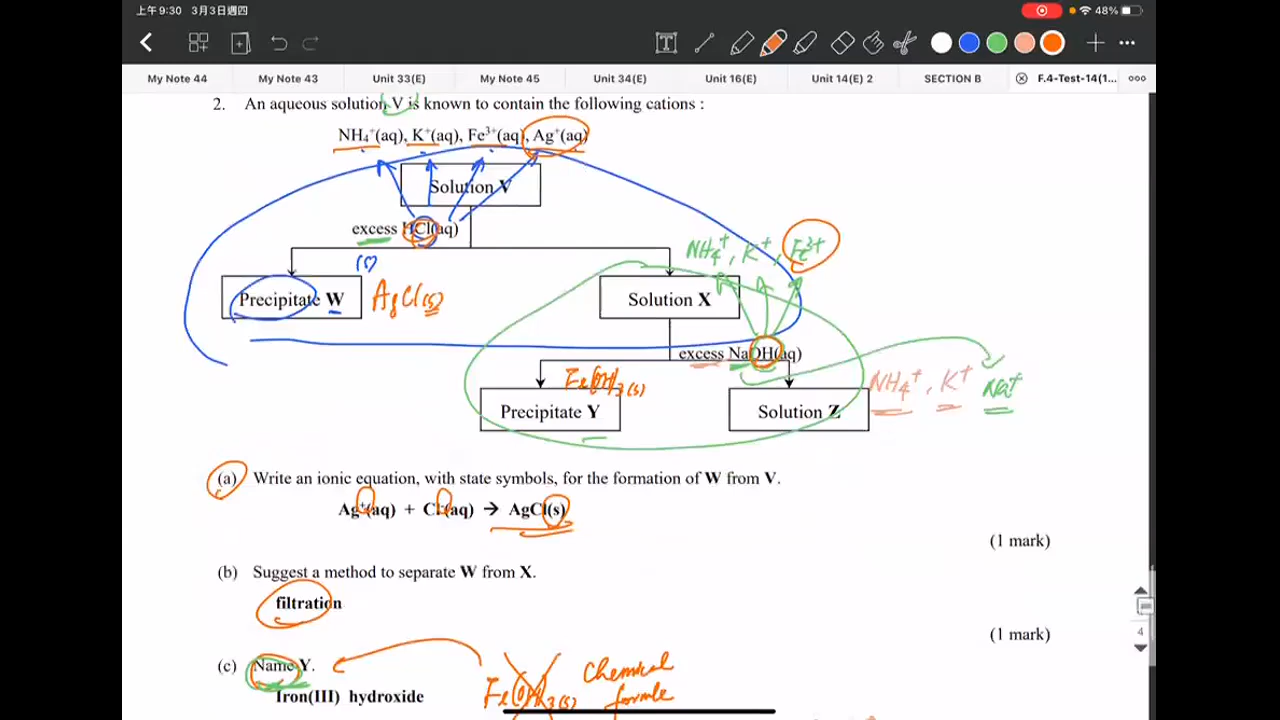 上午9:30 3月3日週四
48%
My Note 44 My Note 43 Unit 33(E) My Note 45 Unit 34(E) Unit 16(E) Unit 14(E) 2 SECTION B F.4-Test-14(1...
2. An aqueous solution V is known to contain the following cations :
NH₄⁺(aq), K⁺(aq), Fe³⁺(aq), Ag⁺(aq)
Solution V
excess HCl(aq)
NH₄⁺, K⁺, Fe³⁺
(s)
Precipitate W
AgCl(s)
Solution X
excess NaOH(aq)
Fe(OH)₃(s)
NH₄⁺, K⁺ Na⁺
Precipitate Y
Solution Z
(a) Write an ionic equation, with state symbols, for the formation of W from V.
Ag⁺(aq) + Cl⁻(aq) → AgCl(s)
(1 mark)
(b) Suggest a method to separate W from X.
filtration
(1 mark)
4
(c) Name Y.
Chemical
Iron(III) hydroxide
Fe(OH)₃(s)
formule